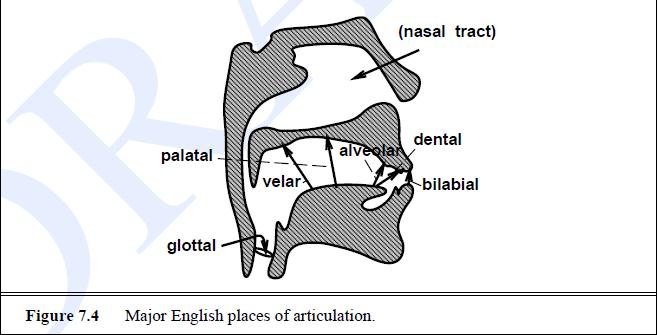 (nasal tract)
dental
alveolar
palatal
velar
bilabial
glottal
Figure 7.4 Major English places of articulation.